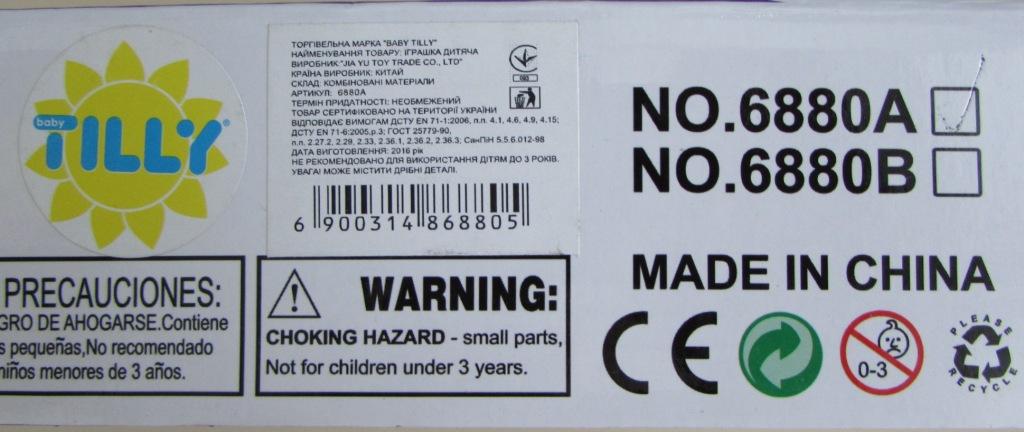 baby
TILLY®
ТОРГІВЕЛЬНА МАРКА "BABY TILLY"
НАЙМЕНУВАННЯ ТОВАРУ: ІГРАШКА ДИТЯЧА
ВИРОБНИК:"JIA YU TOY TRADE CO., LTD"
КРАЇНА ВИРОБНИК: КИТАЙ
СКЛАД: КОМБІНОВАНІ МАТЕРІАЛИ
АРТИКУЛ: 6880A
ТЕРМІН ПРИДАТНОСТІ: НЕОБМЕЖЕНИЙ
ТОВАР СЕРТИФІКОВАНО НА ТЕРИТОРІЇ УКРАЇНИ
ВІДПОВІДАЄ ВИМОГАМ ДСТУ EN 71-1:2006, п.п. 4.1, 4.6, 4.9, 4.15;
ДСТУ EN 71-6:2005,р.3; ГОСТ 25779-90,
п.п. 2.27.2, 2.29, 2.33, 2.36.1, 2.36.2, 2.36.3; СанПіН 5.5.6.012-98
ДАТА ВИГОТОВЛЕННЯ: 2016 рік
НЕ РЕКОМЕНДОВАНО ДЛЯ ВИКОРИСТАННЯ ДІТЯМ ДО 3 РОКІВ.
УВАГА! МОЖЕ МІСТИТИ ДРІБНІ ДЕТАЛІ.
6 900314 868805
NO.6880A
NO.6880B
PRECAUCIONES:
GRO DE AHOGARSE.Contiene
s pequeñas,No recomendado
niños menores de 3 años.
WARNING:
CHOKING HAZARD - small parts,
Not for children under 3 years.
MADE IN CHINA
CE
0-3
PLEASE
RECYCLE